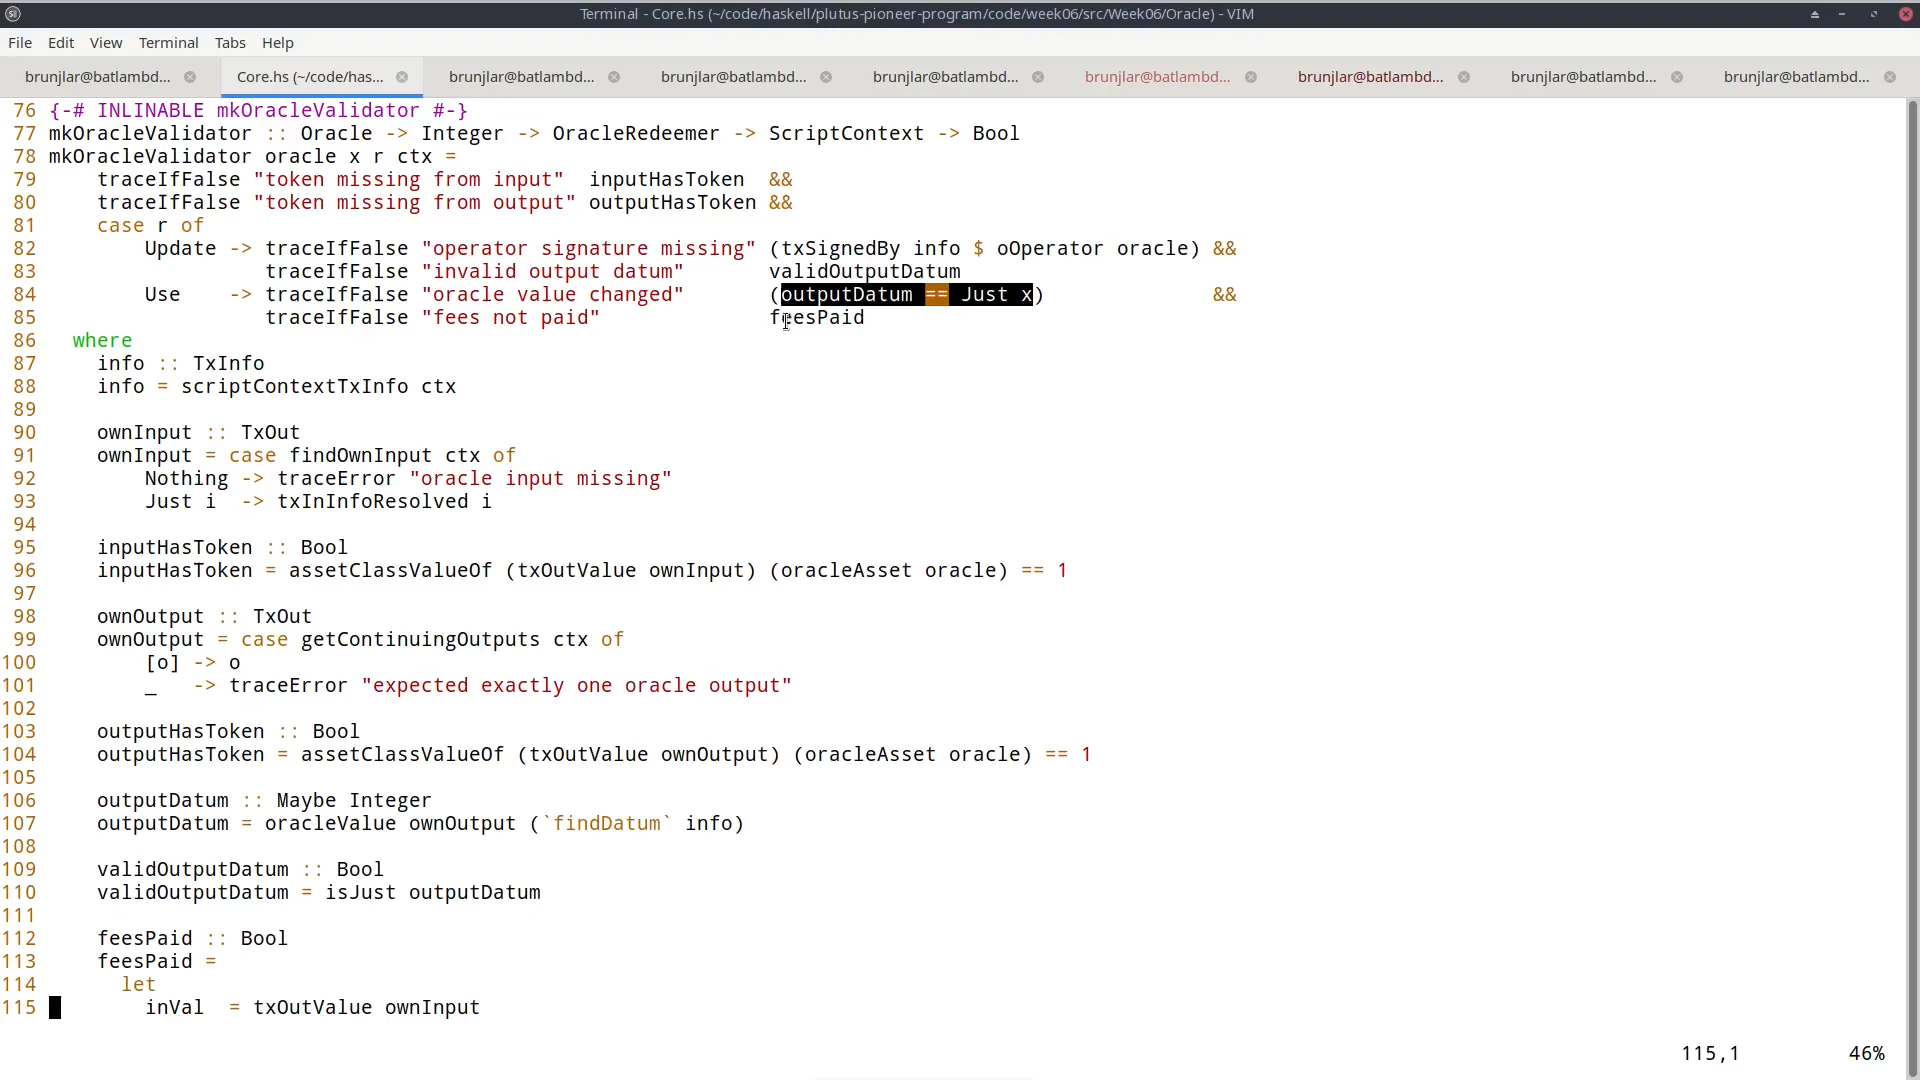 Terminal - Core.hs (~/code/haskell/plutus-pioneer-program/code/week06/src/Week06/Oracle) - VIM
File Edit View Terminal Tabs Help
brunjlar@batlambd... Core.hs (~/code/has... brunjlar@batlambd... brunjlar@batlambd... brunjlar@batlambd... brunjlar@batlambd... brunjlar@batlambd... brunjlar@batlambd... brunjlar@batlambd...
76 {-# INLINABLE mkOracleValidator #-}
77 mkOracleValidator :: Oracle -> Integer -> OracleRedeemer -> ScriptContext -> Bool
78 mkOracleValidator oracle x r ctx =
79     traceIfFalse "token missing from input"  inputHasToken  &&
80     traceIfFalse "token missing from output" outputHasToken &&
81     case r of
82         Update -> traceIfFalse "operator signature missing" (txSignedBy info $ oOperator oracle) &&
83                   traceIfFalse "invalid output datum"       validOutputDatum
84         Use    -> traceIfFalse "oracle value changed"       (outputDatum == Just x)              &&
85                   traceIfFalse "fees not paid"              feesPaid
86   where
87     info :: TxInfo
88     info = scriptContextTxInfo ctx
89
90     ownInput :: TxOut
91     ownInput = case findOwnInput ctx of
92         Nothing -> traceError "oracle input missing"
93         Just i  -> txInInfoResolved i
94
95     inputHasToken :: Bool
96     inputHasToken = assetClassValueOf (txOutValue ownInput) (oracleAsset oracle) == 1
97
98     ownOutput :: TxOut
99     ownOutput = case getContinuingOutputs ctx of
100         [o] -> o
101         _   -> traceError "expected exactly one oracle output"
102
103     outputHasToken :: Bool
104     outputHasToken = assetClassValueOf (txOutValue ownOutput) (oracleAsset oracle) == 1
105
106     outputDatum :: Maybe Integer
107     outputDatum = oracleValue ownOutput (`findDatum` info)
108
109     validOutputDatum :: Bool
110     validOutputDatum = isJust outputDatum
111
112     feesPaid :: Bool
113     feesPaid =
114       let
115         inVal  = txOutValue ownInput
115,1 46%